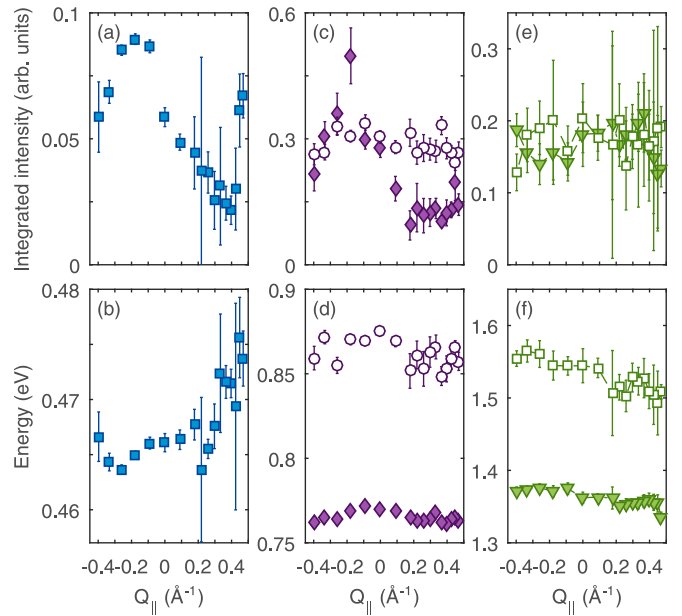 Integrated intensity (arb. units)
0.1
0.05
0
(a)
0.6
0.3
0
(c)
0.3
0.2
0.1
0
(e)
Energy (eV)
0.48
0.47
0.46
(b)
0.9
0.85
0.75
(d)
1.6
1.5
1.4
1.3
(f)
-0.4 -0.2 0 0.2 0.4
-0.4 -0.2 0 0.2 0.4
-0.4 -0.2 0 0.2 0.4
Q|| (Å-1)
Q|| (Å-1)
Q|| (Å-1)